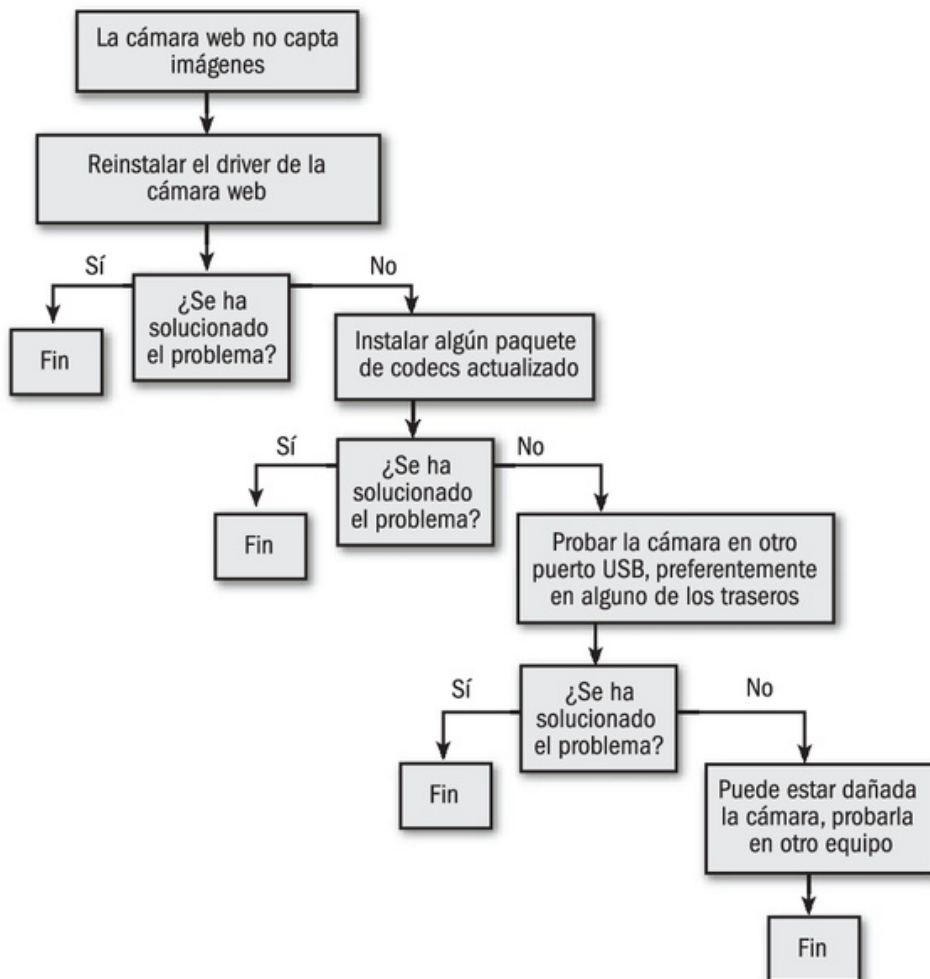 La cámara web no capta
imágenes
Reinstalar el driver de la
cámara web
Sí
No
¿Se ha
solucionado
el problema?
Fin
Instalar algún paquete
de codecs actualizado
Sí
No
¿Se ha
solucionado
el problema?
Fin
Probar la cámara en otro
puerto USB, preferentemente
en alguno de los traseros
Sí
No
¿Se ha
solucionado
el problema?
Fin
Puede estar dañada
la cámara, probarla
en otro equipo
Fin